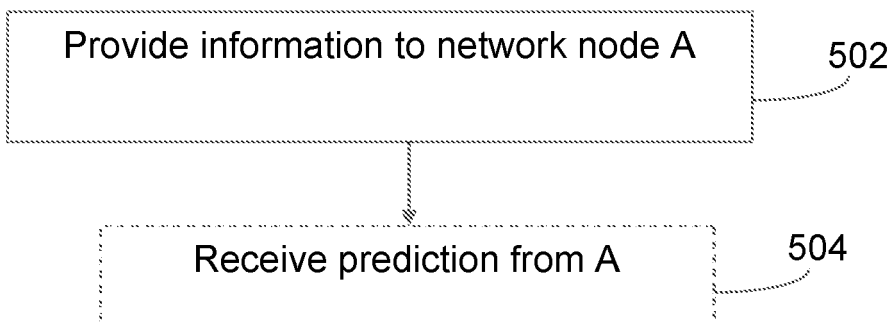 Provide information to network node A
502
Receive prediction from A
504